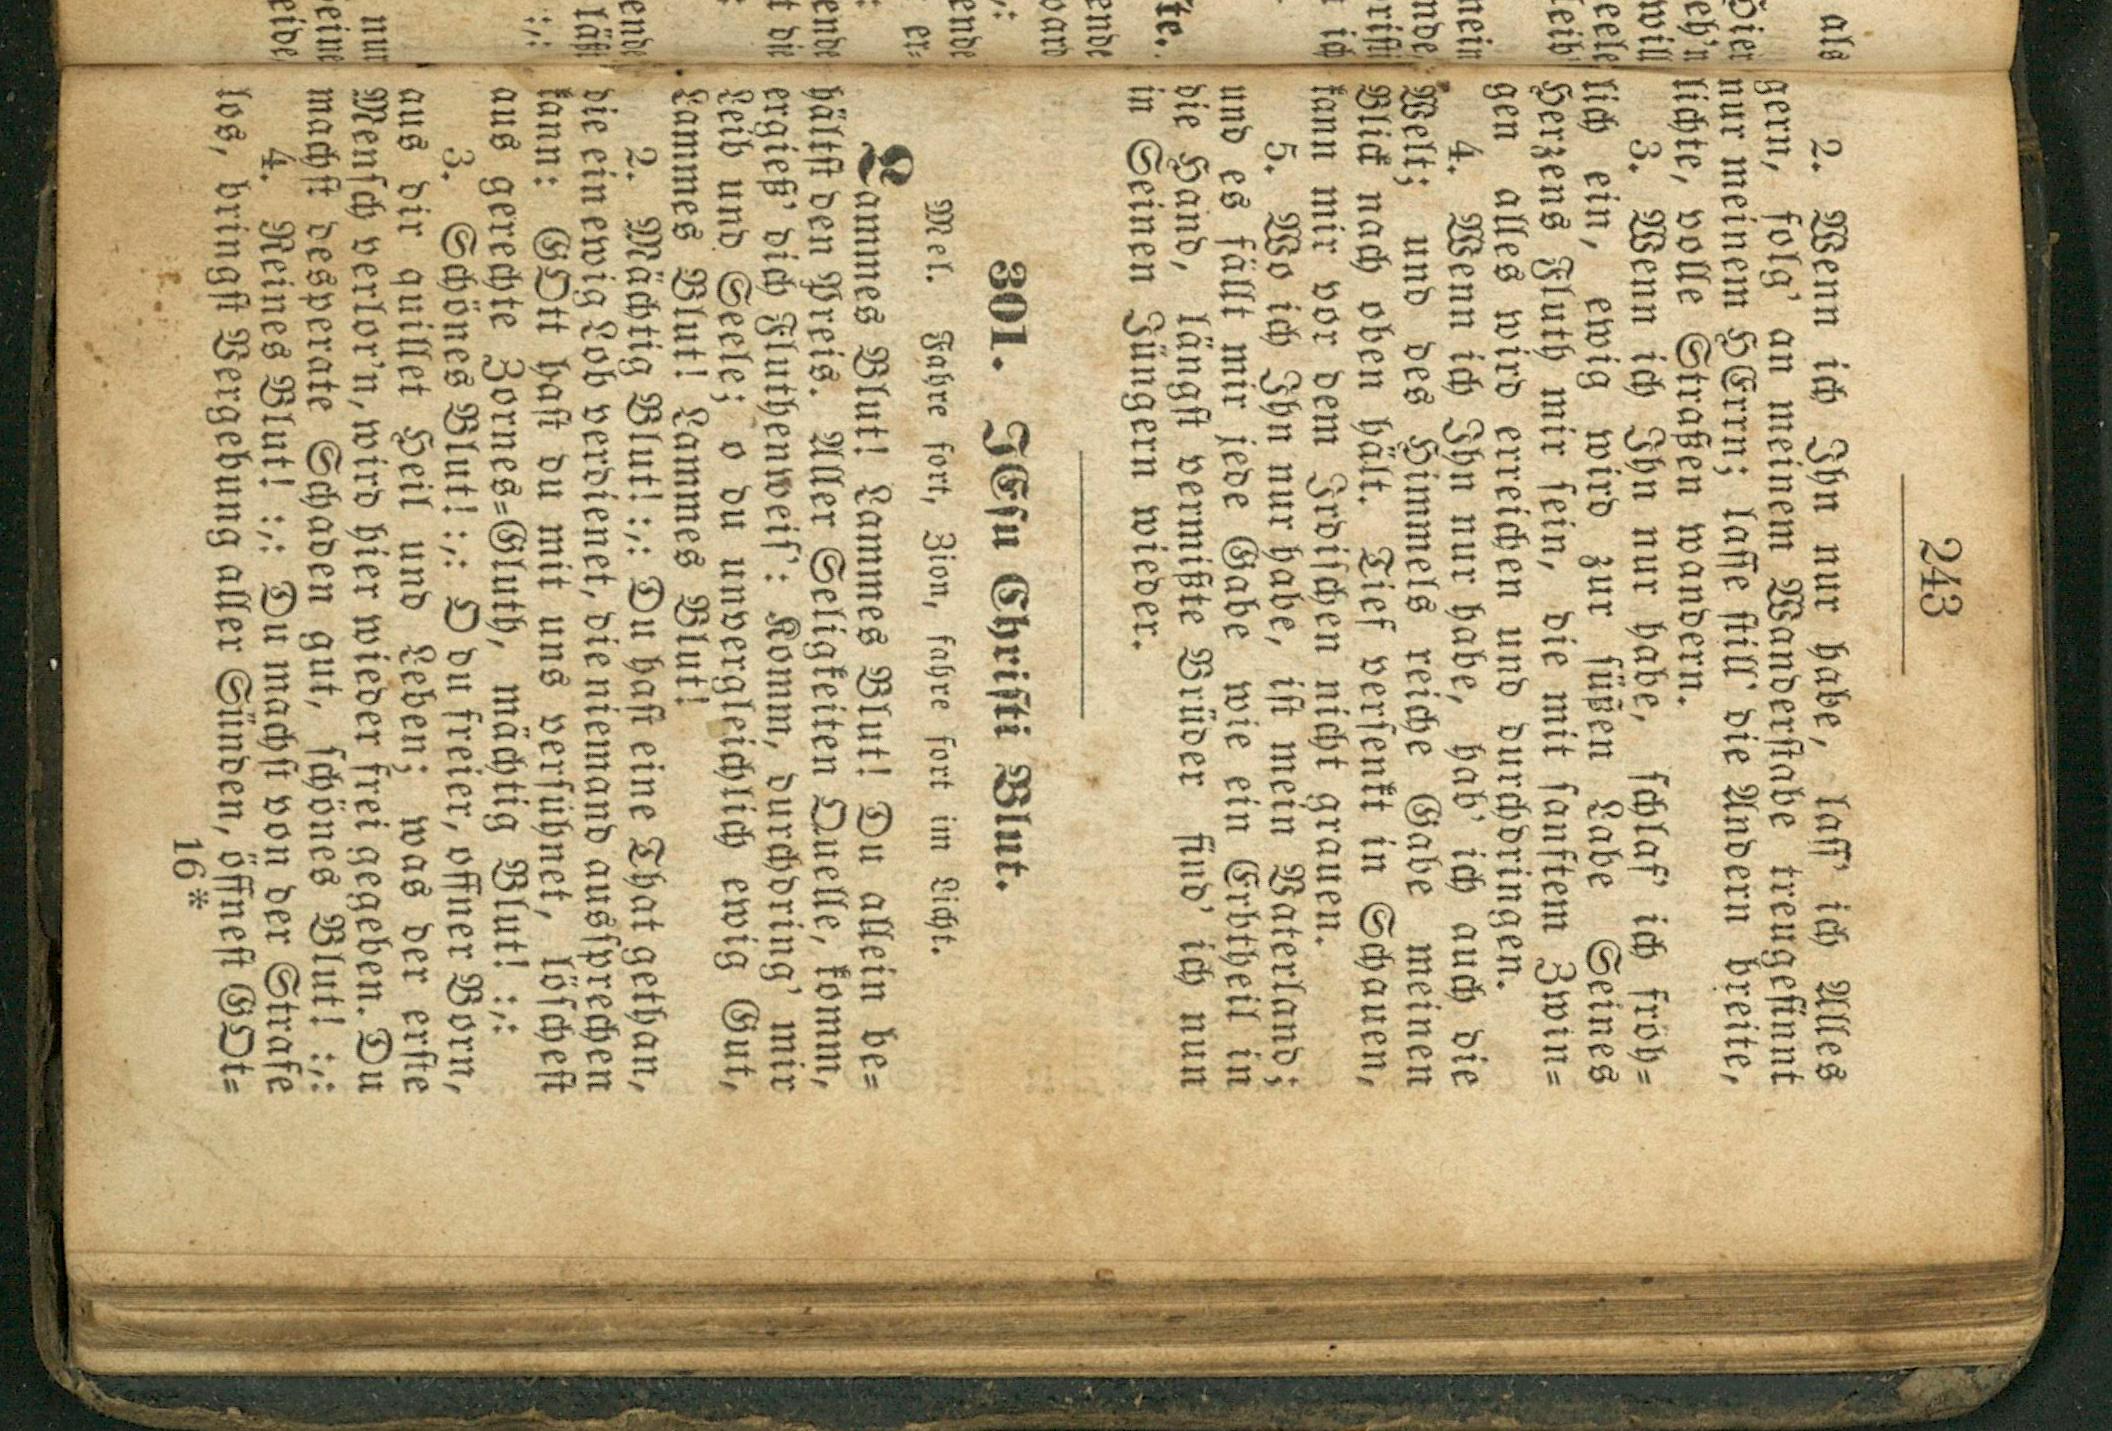 243
2. Wenn ich Ihn nur habe, lass' ich Alles
gern, folg' an meinem Wanderstabe treugesinnt
nur meinem HErrn; lasse still' die Andern breite,
lichte, volle Straßen wandern.
3. Wenn ich Ihn nur habe, schlaf' ich fröh=
lich ein, ewig wird zur süßen Labe Seines
Herzens Fluth mir sein, die mit sanftem Zwin=
gen alles wird erreichen und durchdringen.
4. Wenn ich Ihn nur habe, hab' ich auch die
Welt; und des Himmels reiche Gabe meinen
Blick nach oben hält. Tief versenkt in Schauen,
kann mir vor dem Irdischen nicht grauen.
5. Wo ich Ihn nur habe, ist mein Vaterland;
und es fällt mir jede Gabe wie ein Erbtheil in
die Hand, längst vermißte Brüder find' ich nun
in Seinen Jüngern wieder.
301. JEsu Christi Blut.
Mel. Fahre fort, Zion, fahre fort im Licht.
Lammes Blut! Lammes Blut! Du allein be=
hältst den Preis. Aller Seligkeiten Quelle, komm,
ergieß' dich Fluthenweis': Komm, durchdring' mir
Leib und Seele; o du unvergleichlich ewig Gut,
Lammes Blut! Lammes Blut!
2. Mächtig Blut! :,: Du hast eine That gethan,
die ein ewig Lob verdienet, die niemand aussprechen
kann: GOtt hast du mit uns versühnet, löschest
aus gerechte Zornes=Gluth, mächtig Blut! :,:
3. Schönes Blut! :,: O du freier, offner Born,
aus dir quillet Heil und Leben; was der erste
Mensch verlor'n, wird hier wieder frei gegeben. Du
machst desperate Schaden gut, schönes Blut! :,:
4. Reines Blut! :,: Du machst von der Strafe
los, bringst Vergebung aller Sünden, öffnest GOt=
16*
als